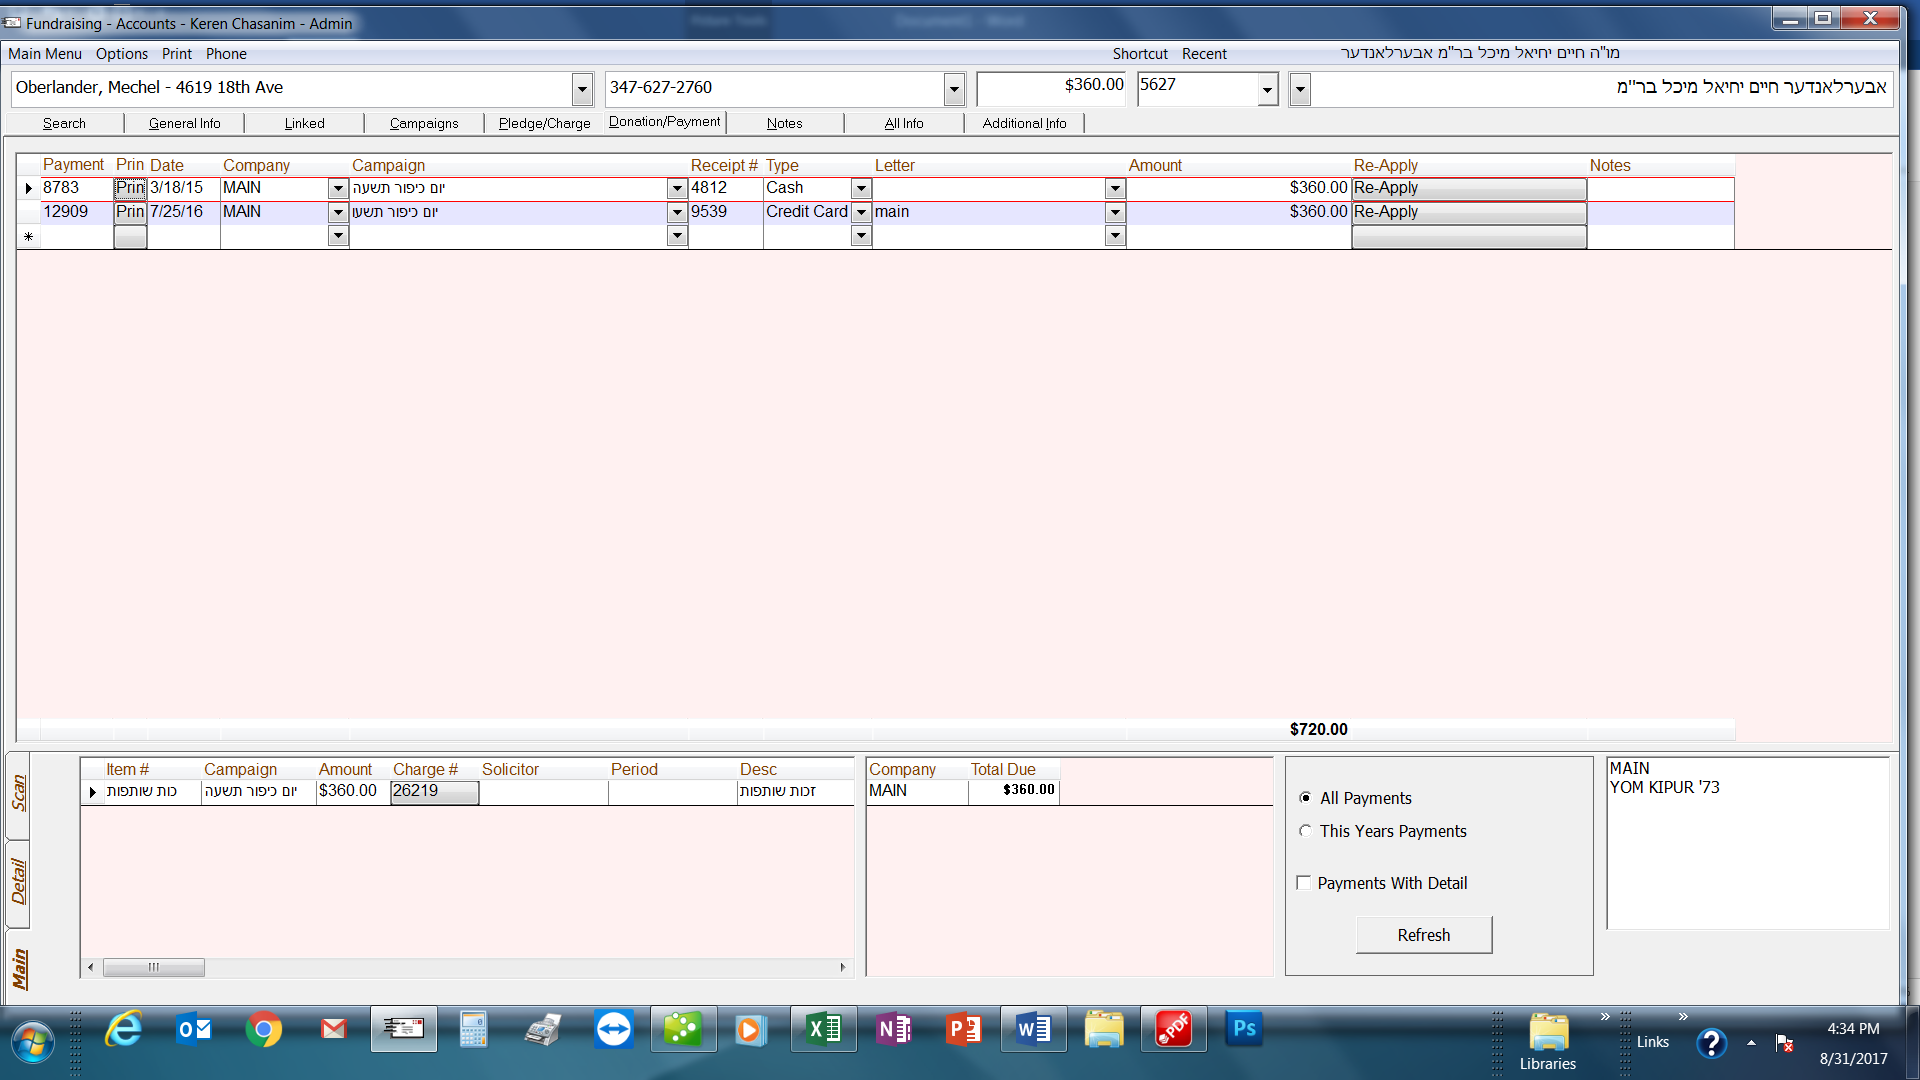 Fundraising - Accounts - Keren Chasanim - Admin
Main Menu Options Print Phone Shortcut Recent מו"ה חיים יחיאל מיכל בר"מ אבערלאנדער
Oberlander, Mechel - 4619 18th Ave 347-627-2760 $360.00 5627 אבערלאנדער חיים יחיאל מיכל בר"מ
Search General Info Linked Campaigns Pledge/Charge Donation/Payment Notes All Info Additional Info
Payment Prin Date Company Campaign Receipt # Type Letter Amount Re-Apply Notes
8783 Prin 3/18/15 MAIN יום כיפור תשעה 4812 Cash $360.00 Re-Apply
12909 Prin 7/25/16 MAIN יום כיפור תשעו 9539 Credit Card main $360.00 Re-Apply
$720.00
Scan
Detail
Main
Item # Campaign Amount Charge # Solicitor Period Desc
כות שותפות יום כיפור תשעה $360.00 26219 זכות שותפות
Company Total Due
MAIN $360.00
All Payments
This Years Payments
Payments With Detail
Refresh
MAIN
YOM KIPUR '73
Libraries
Links
4:34 PM
8/31/2017